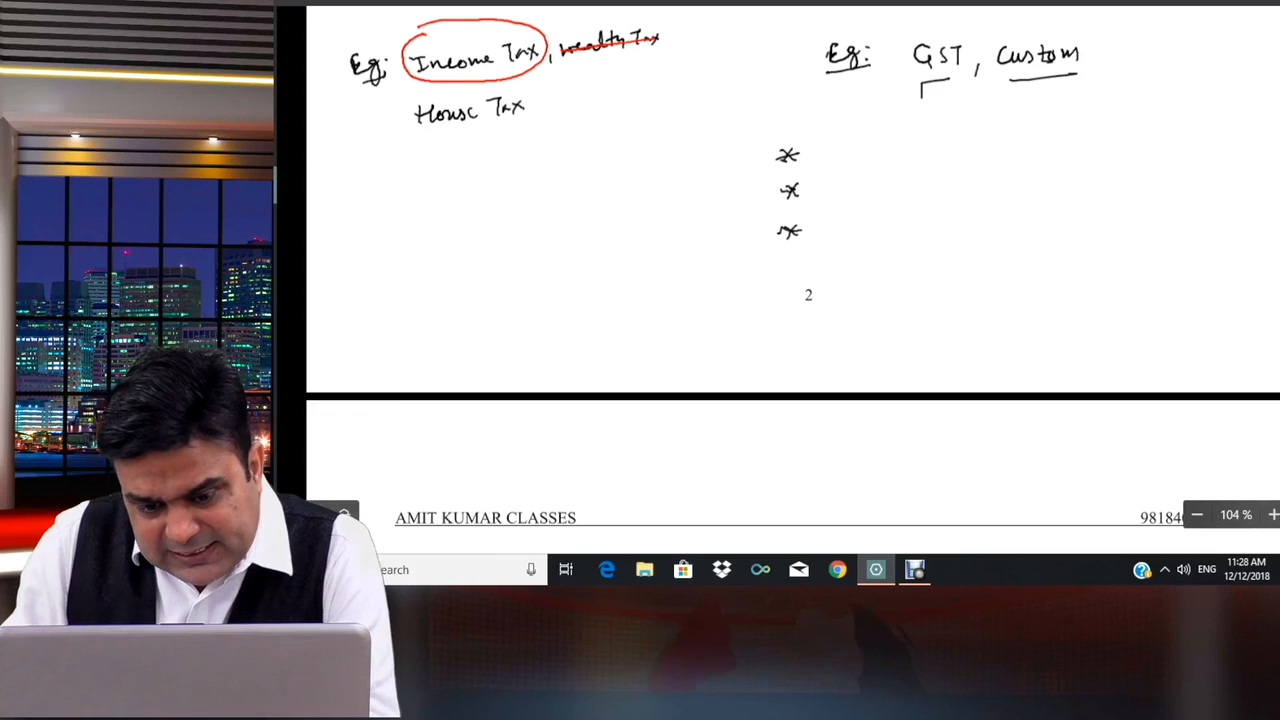 Eg: Income Tax, Wealth Tax
House Tax
Eg: GST, Custom
2
AMIT KUMAR CLASSES
98184
104 %
earch
ENG
11:28 AM
12/12/2018